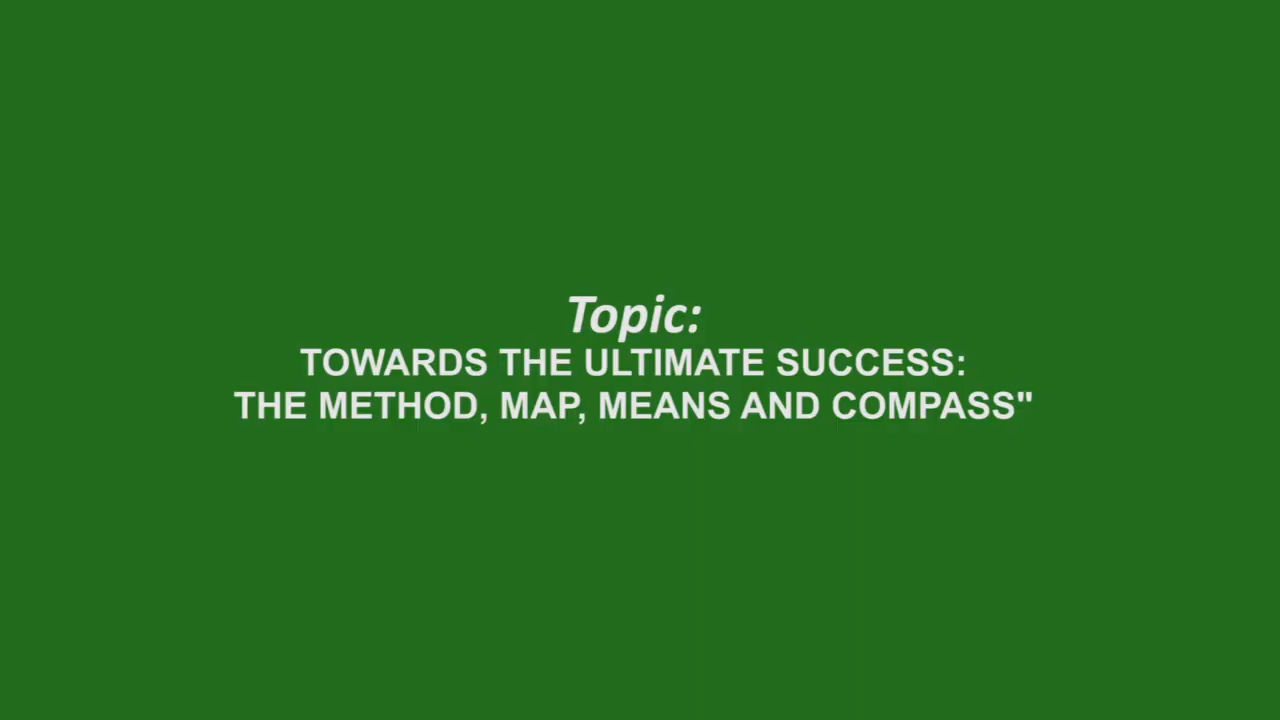 Topic:
TOWARDS THE ULTIMATE SUCCESS:
THE METHOD, MAP, MEANS AND COMPASS"